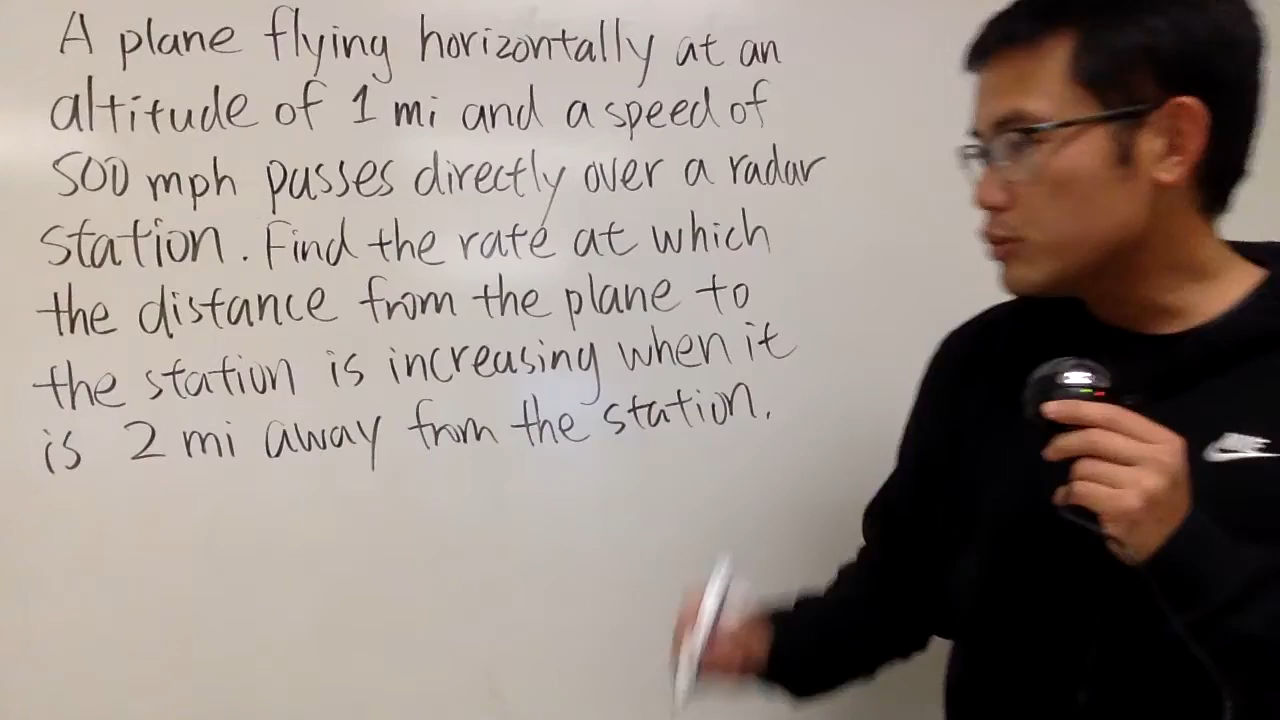 A plane flying horizontally at an
altitude of 1 mi and a speed of
500 mph passes directly over a radar
station. Find the rate at which
the distance from the plane to
the station is increasing when it
is 2 mi away from the station.
NIKE